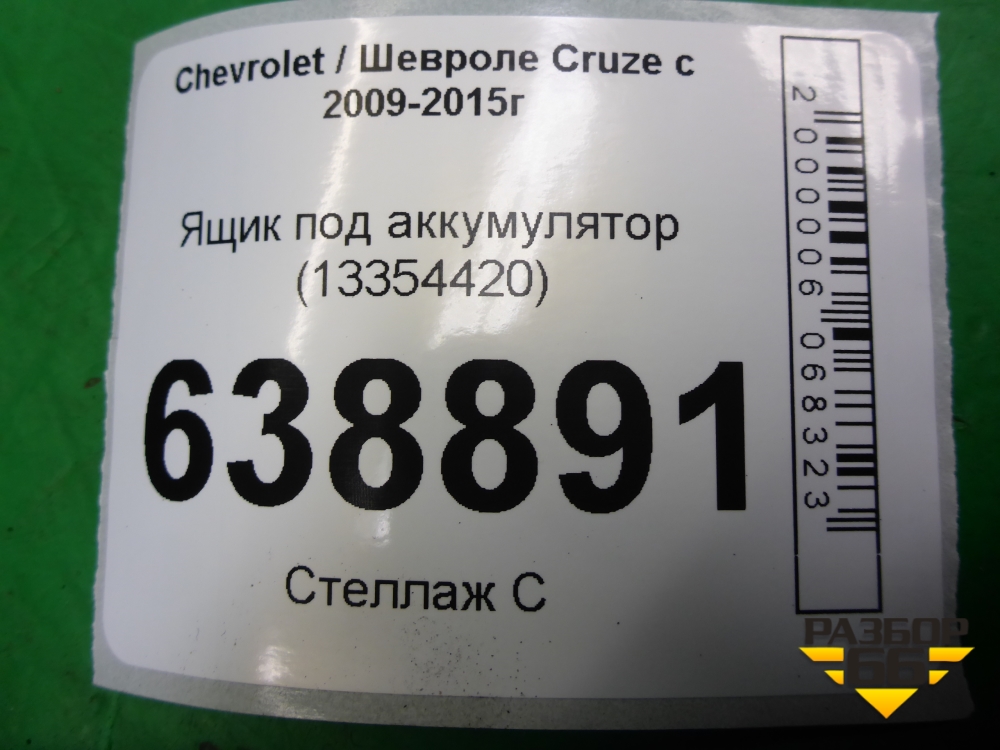 Chevrolet / Шевроле Cruze с
2009-2015г
Ящик под аккумулятор
(13354420)
638891
Стеллаж С
2000006068323
РАЗБОР
66